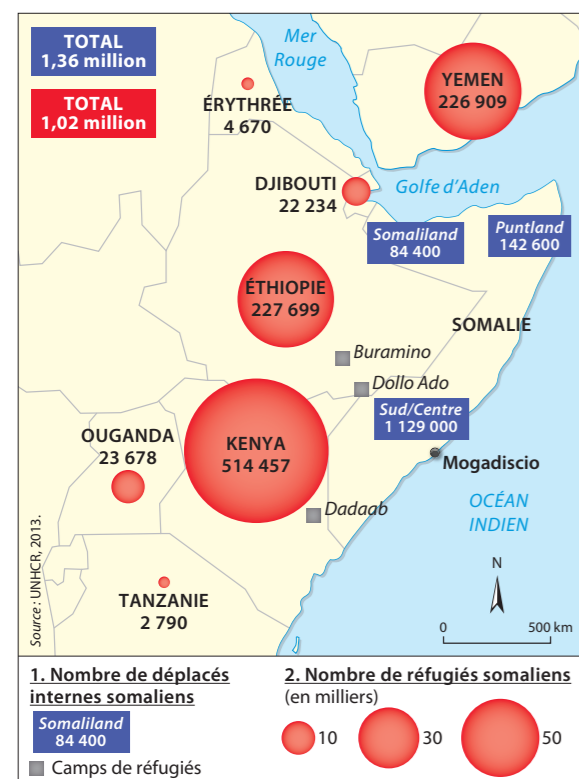 TOTAL
1,36 million
TOTAL
1,02 million
Mer
Rouge
YEMEN
226 909
ÉRYTHRÉE
4 670
DJIBOUTI
22 234
Golfe d'Aden
Somaliland
84 400
Puntland
142 600
ÉTHIOPIE
227 699
SOMALIE
Buramino
Dollo Ado
Sud/Centre
1 129 000
OUGANDA
23 678
KENYA
514 457
Mogadiscio
OCÉAN
INDIEN
Dadaab
N
TANZANIE
2 790
0 500 km
Source : UNHCR, 2013.
1. Nombre de déplacés
internes somaliens
Somaliland
84 400
Camps de réfugiés
2. Nombre de réfugiés somaliens
(en milliers)
10 30 50